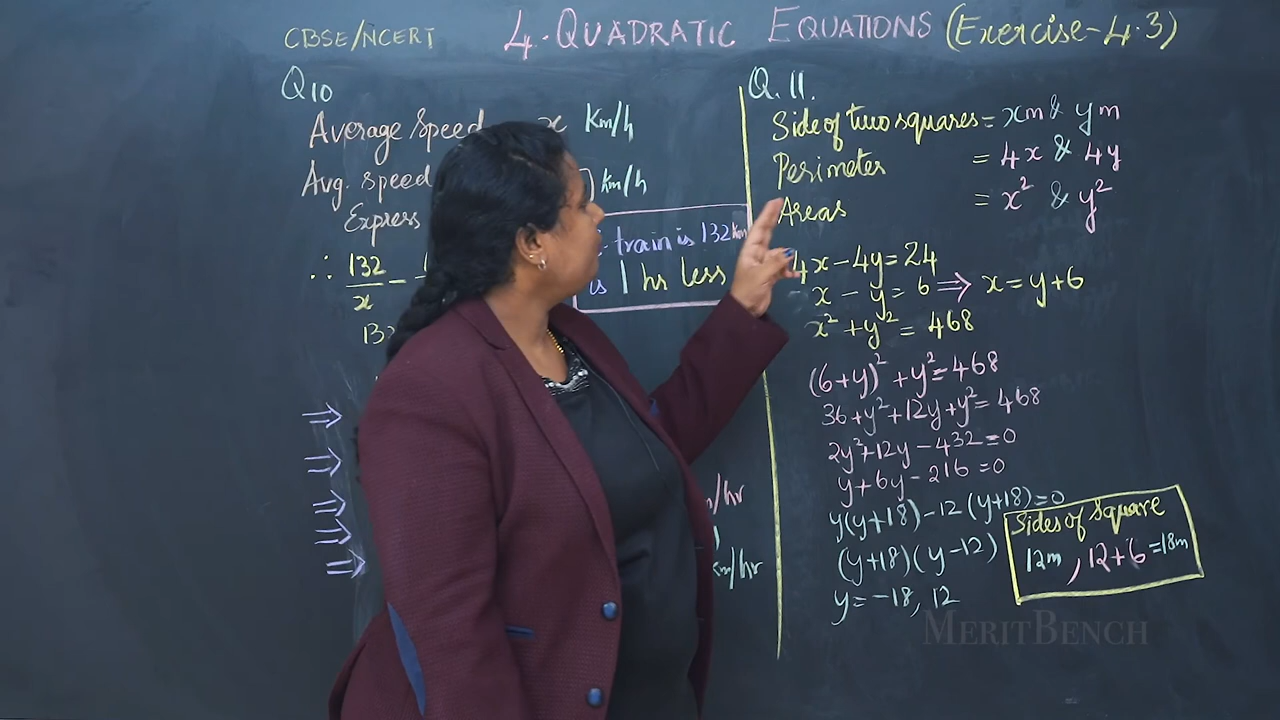 CBSE/NCERT 4. QUADRATIC EQUATIONS (Exercise-4.3)
Q10
Average speed x Km/h
Avg. speed ] Km/h
Express
train is 132 km
is 1 hr less
∴ 132/x -
13
⇒
⇒
⇒
⇒
⇒
/hr
km/hr
Q.11.
Side of two squares = xm & ym
Perimeter = 4x & 4y
Areas = x² & y²
4x - 4y = 24
x - y = 6 ⇒ x = y + 6
x² + y² = 468
(6+y)² + y² = 468
36 + y² + 12y + y² = 468
2y² + 12y - 432 = 0
y + 6y - 216 = 0
y(y+18) - 12(y+18) = 0
(y+18)(y-12)
y = -18, 12
Sides of Square
12m, 12+6 = 18m
MERITBENCH